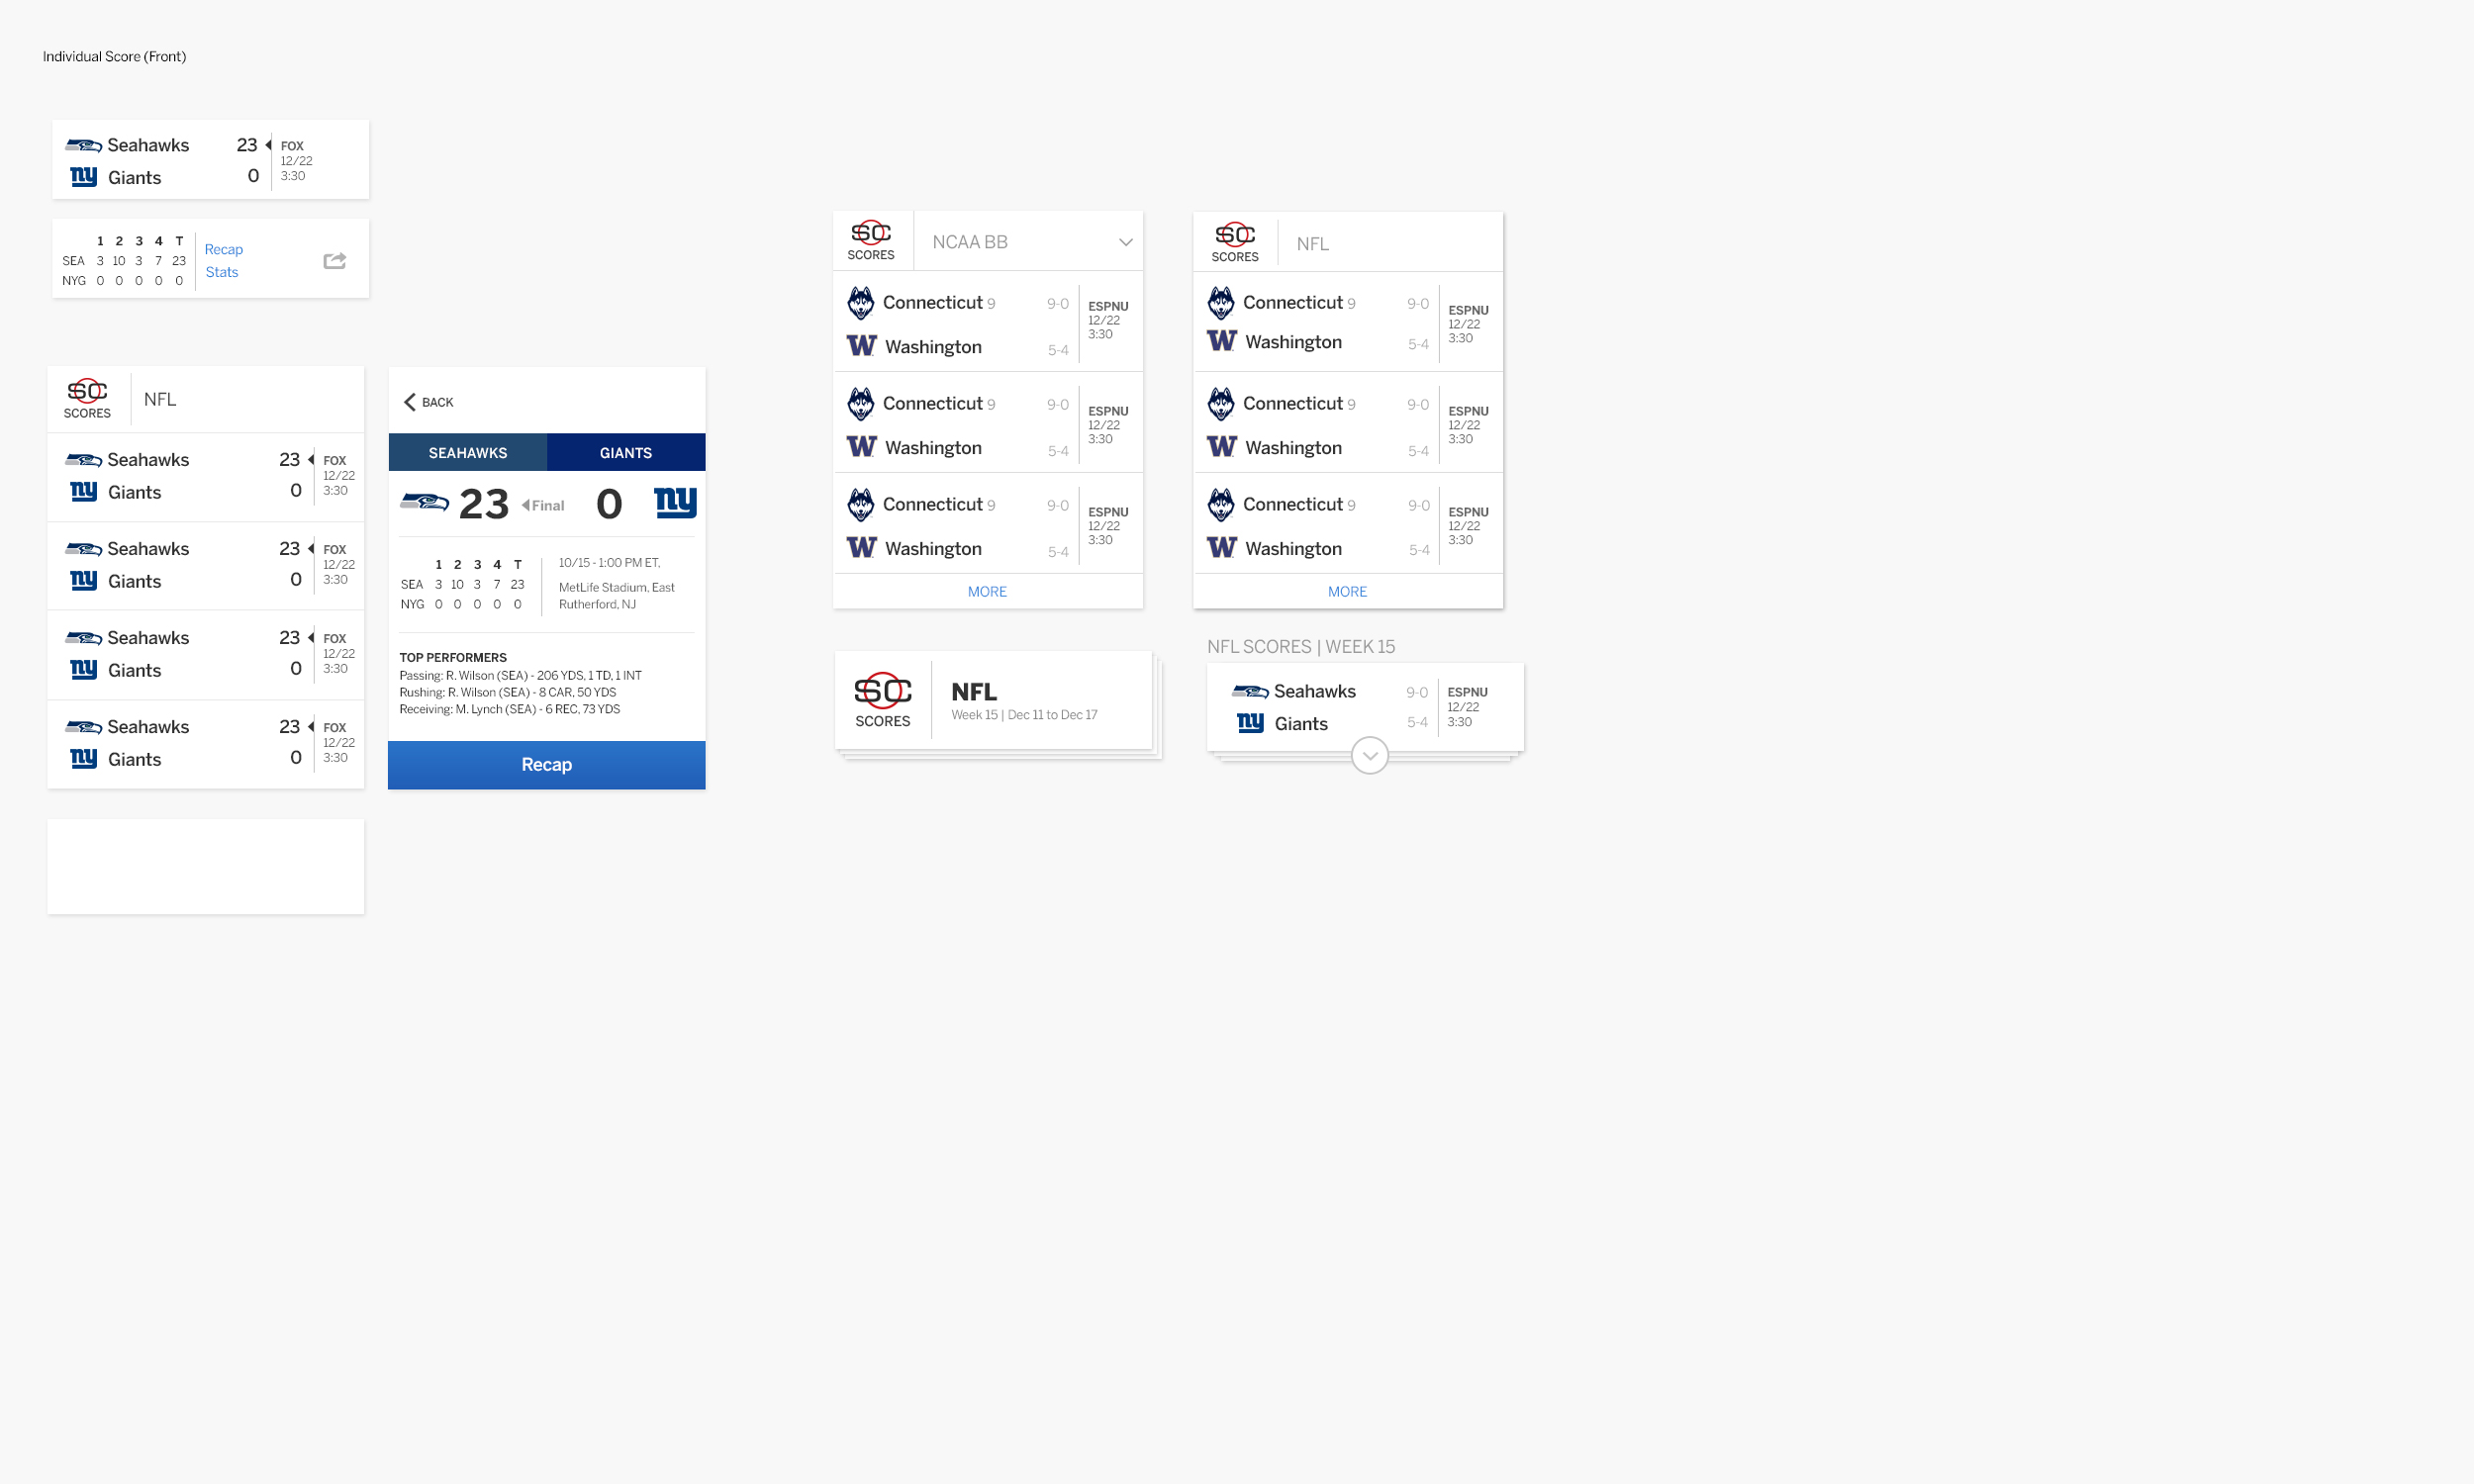 Individual Score (Front)
Seahawks 23 FOX
12/22
Giants 0 3:30
1 2 3 4 T
SEA 3 10 3 7 23
NYG 0 0 0 0 0
Recap
Stats
SC
SCORES
NFL
Seahawks 23 FOX
12/22
Giants 0 3:30
Seahawks 23 FOX
12/22
Giants 0 3:30
Seahawks 23 FOX
12/22
Giants 0 3:30
Seahawks 23 FOX
12/22
Giants 0 3:30
BACK
SEAHAWKS GIANTS
23 Final 0 ny
1 2 3 4 T
SEA 3 10 3 7 23
NYG 0 0 0 0 0
10/15 - 1:00 PM ET,
MetLife Stadium, East
Rutherford, NJ
TOP PERFORMERS
Passing: R. Wilson (SEA) - 206 YDS, 1 TD, 1 INT
Rushing: R. Wilson (SEA) - 8 CAR, 50 YDS
Receiving: M. Lynch (SEA) - 6 REC, 73 YDS
Recap
SC
SCORES
NCAA BB
Connecticut 9 9-0 ESPNU
12/22
3:30
W Washington 5-4
Connecticut 9 9-0 ESPNU
12/22
3:30
W Washington 5-4
Connecticut 9 9-0 ESPNU
12/22
3:30
W Washington 5-4
MORE
SC
SCORES
NFL
Week 15 | Dec 11 to Dec 17
SC
SCORES
NFL
Connecticut 9 9-0 ESPNU
12/22
3:30
W Washington 5-4
Connecticut 9 9-0 ESPNU
12/22
3:30
W Washington 5-4
Connecticut 9 9-0 ESPNU
12/22
3:30
W Washington 5-4
MORE
NFL SCORES | WEEK 15
Seahawks 9-0 ESPNU
12/22
ny Giants 5-4 3:30